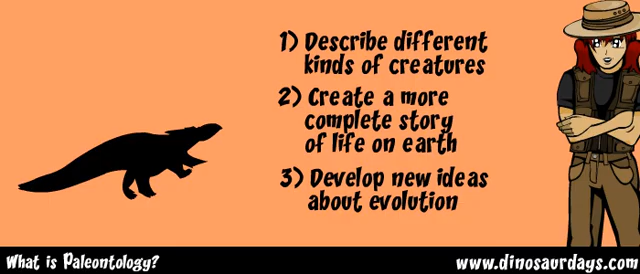 1) Describe different
kinds of creatures
2) Create a more
complete story
of life on earth
3) Develop new ideas
about evolution
What is Paleontology?
www.dinosaurdays.com